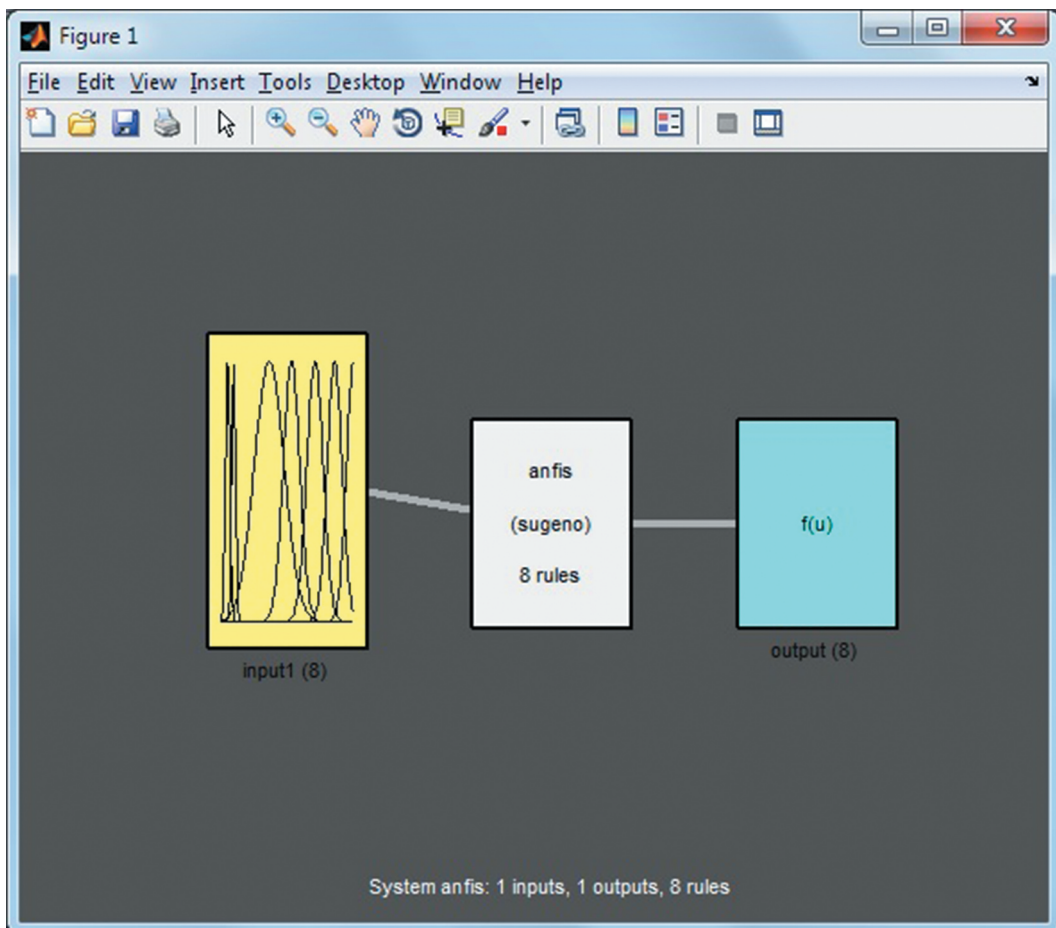 Figure 1
File Edit View Insert Tools Desktop Window Help
input1 (8)
anfis
(sugeno)
8 rules
f(u)
output (8)
System anfis: 1 inputs, 1 outputs, 8 rules